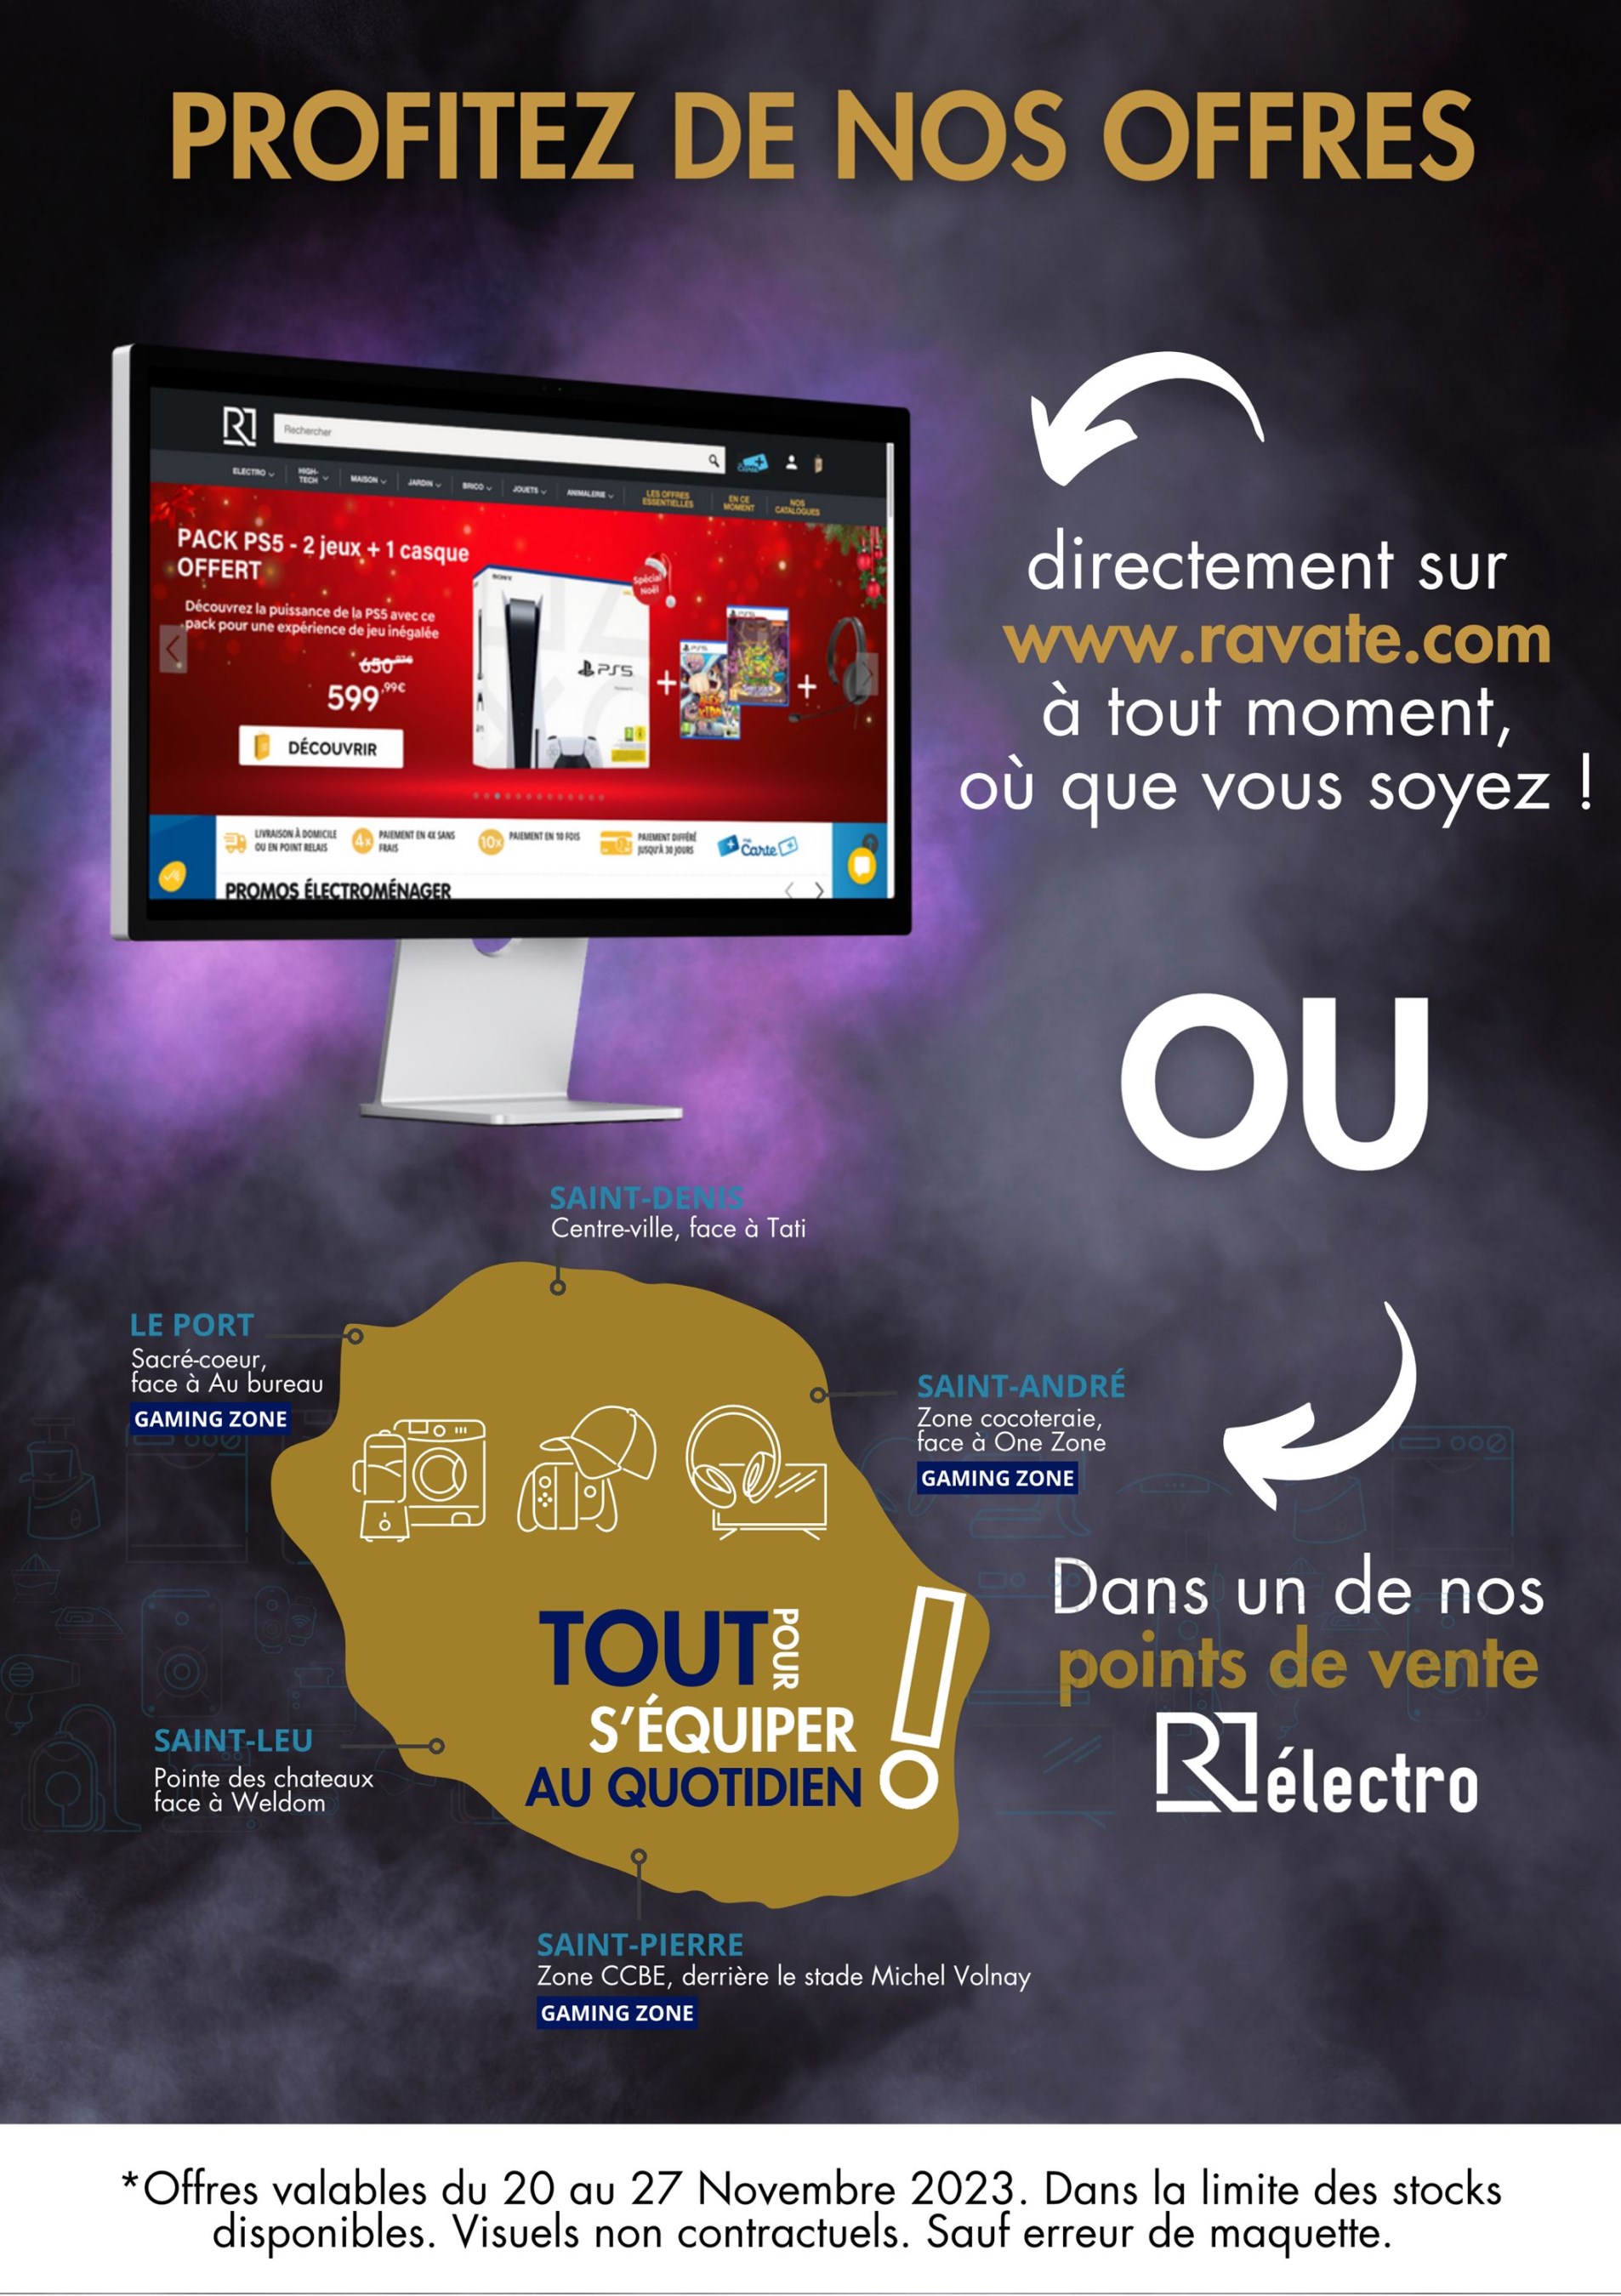 PROFITEZ DE NOS OFFRES
R
Rechercher
ELECTRO
HIGH-TECH
MAISON
JARDIN
BRICO
JOUETS
ANIMALERIE
LES OFFRES ESSENTIELLES
EN CE MOMENT
NOS CATALOGUES
PACK PS5 - 2 jeux + 1 casque
OFFERT
Découvrez la puissance de la PS5 avec ce
pack pour une expérience de jeu inégalée
599,99€
DÉCOUVRIR
SONY
PS5
Spécial
Noël
+
+
LIVRAISON À DOMICILE
OU EN POINT RELAIS
4x
PAIEMENT EN 4X SANS
FRAIS
10x
PAIEMENT EN 10 FOIS
PAIEMENT DIFFÉRÉ
JUSQU'À 30 JOURS
Carte
PROMOS ÉLECTROMÉNAGER
directement sur
www.ravate.com
à tout moment,
où que vous soyez !
OU
SAINT-DENIS
Centre-ville, face à Tati
LE PORT
Sacré-coeur,
face à Au bureau
GAMING ZONE
SAINT-ANDRÉ
Zone cocoteraie,
face à One Zone
GAMING ZONE
TOUT POUR
S'ÉQUIPER
AU QUOTIDIEN !
SAINT-LEU
Pointe des chateaux
face à Weldom
SAINT-PIERRE
Zone CCBE, derrière le stade Michel Volnay
GAMING ZONE
Dans un de nos
points de vente
R électro
*Offres valables du 20 au 27 Novembre 2023. Dans la limite des stocks
disponibles. Visuels non contractuels. Sauf erreur de maquette.